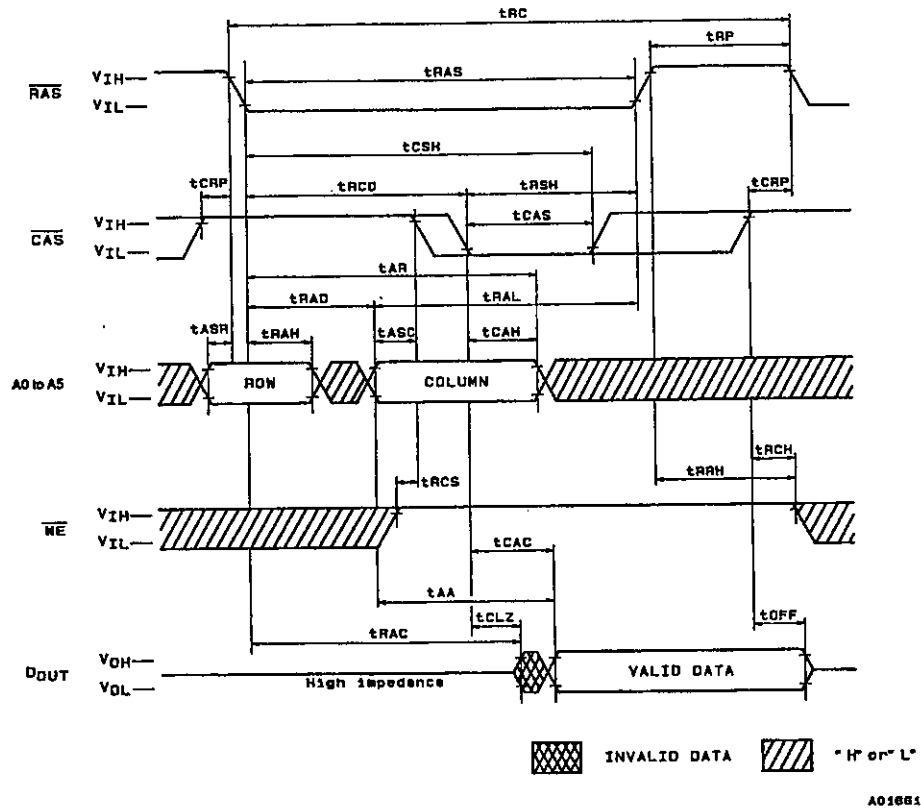 tRC
tRP
tRAS
RAS
VIH
VIL
tCSH
tCRP
tRCD
tRSH
tCRP
tCAS
CAS
VIH
VIL
tAR
tRAD
tRAL
tASR
tRAH
tASC
tCAH
A0 to A5
VIH
VIL
ROW
COLUMN
tRCH
tRRH
tRCS
WE
VIH
VIL
tCAC
tAA
tCLZ
tOFF
tRAC
DOUT
VOH
VOL
High impedance
VALID DATA
INVALID DATA
"H" or "L"
A01661